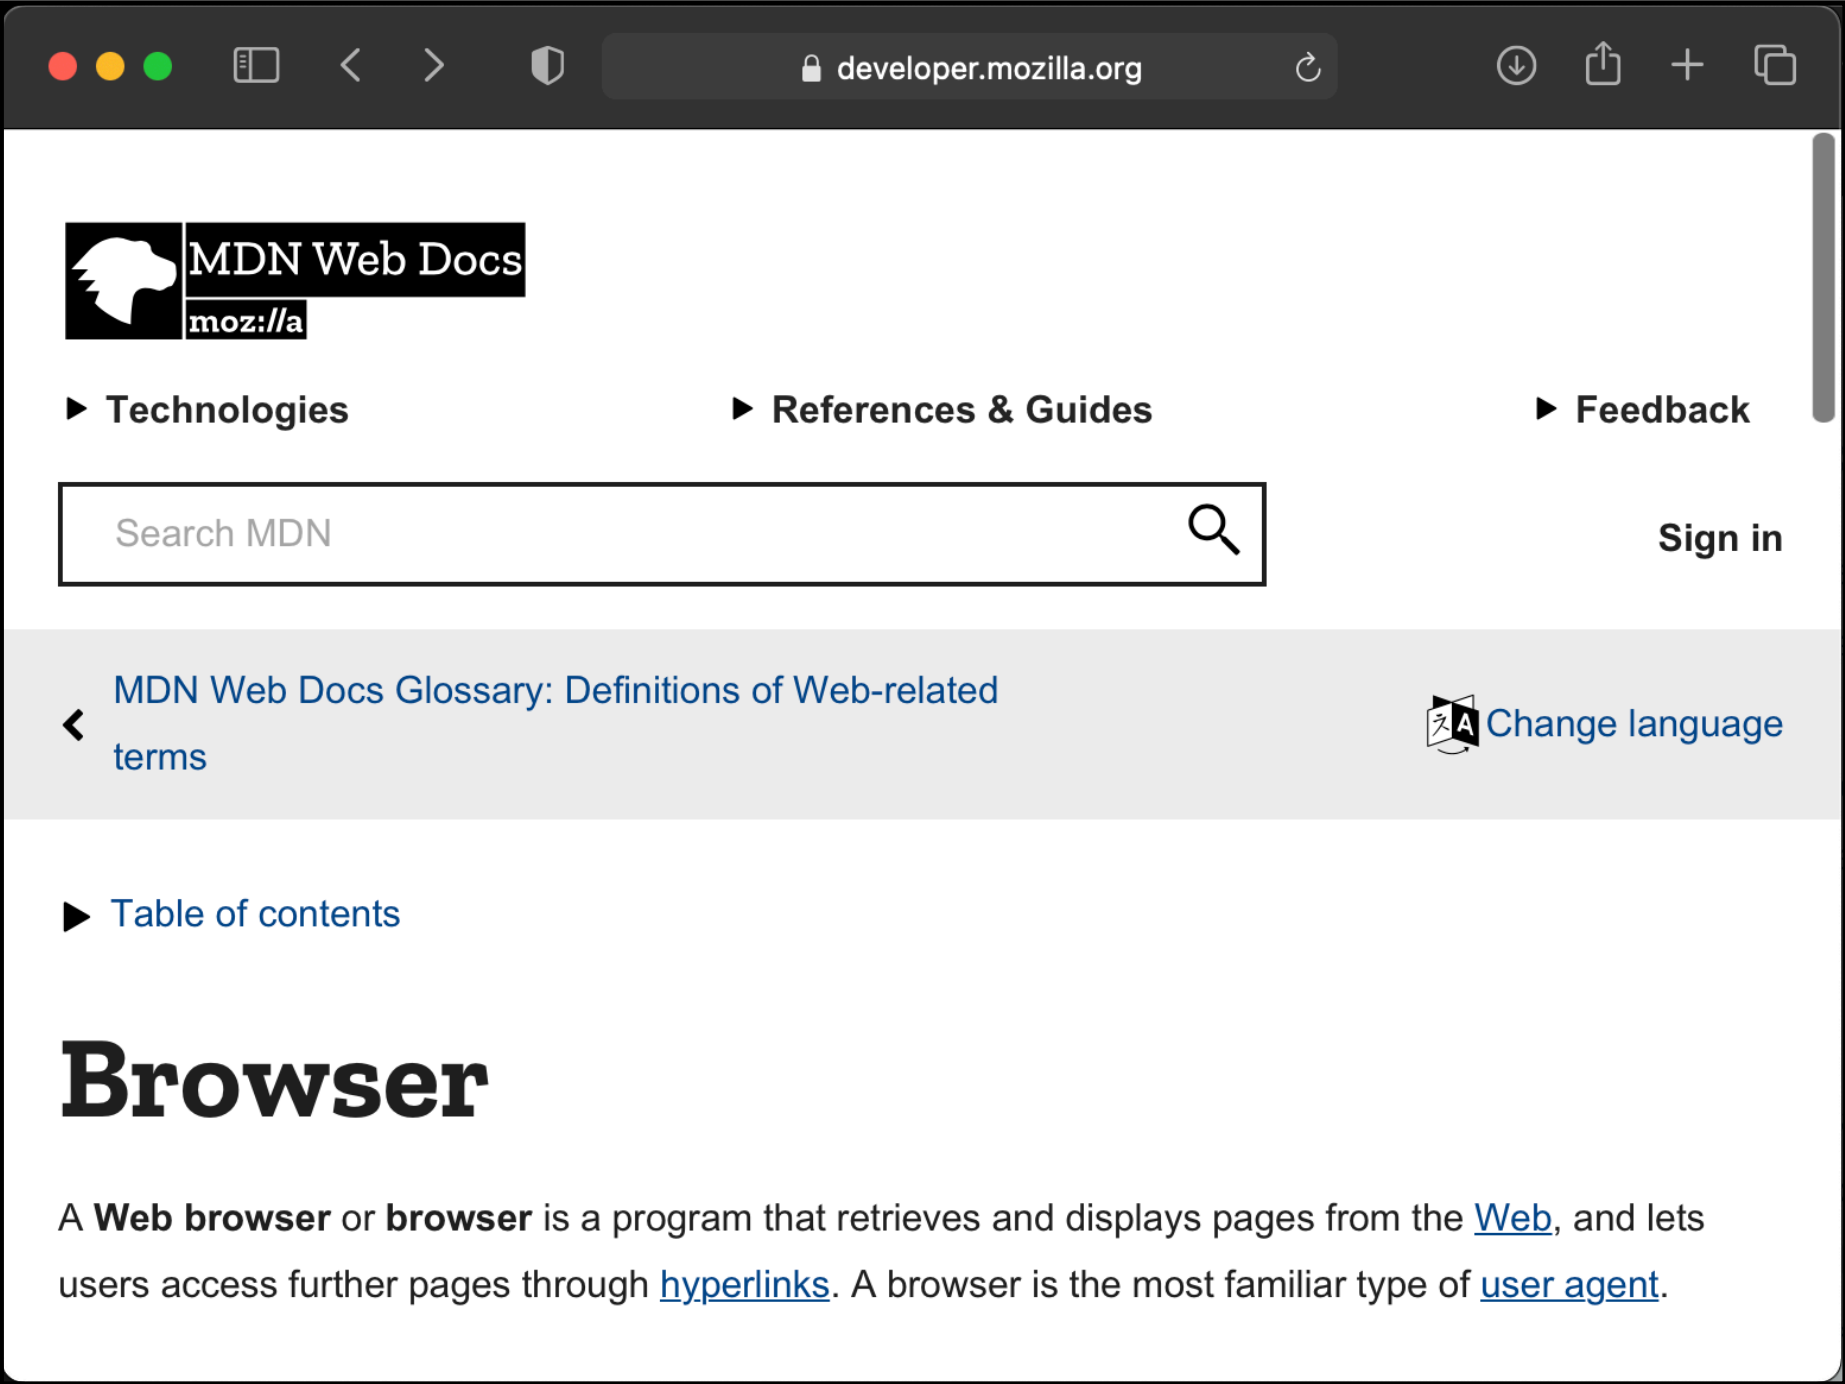 developer.mozilla.org
MDN Web Docs
moz://a
Technologies
References & Guides
Feedback
Search MDN
Sign in
MDN Web Docs Glossary: Definitions of Web-related
terms
Change language
Table of contents
Browser
A Web browser or browser is a program that retrieves and displays pages from the Web, and lets
users access further pages through hyperlinks. A browser is the most familiar type of user agent.